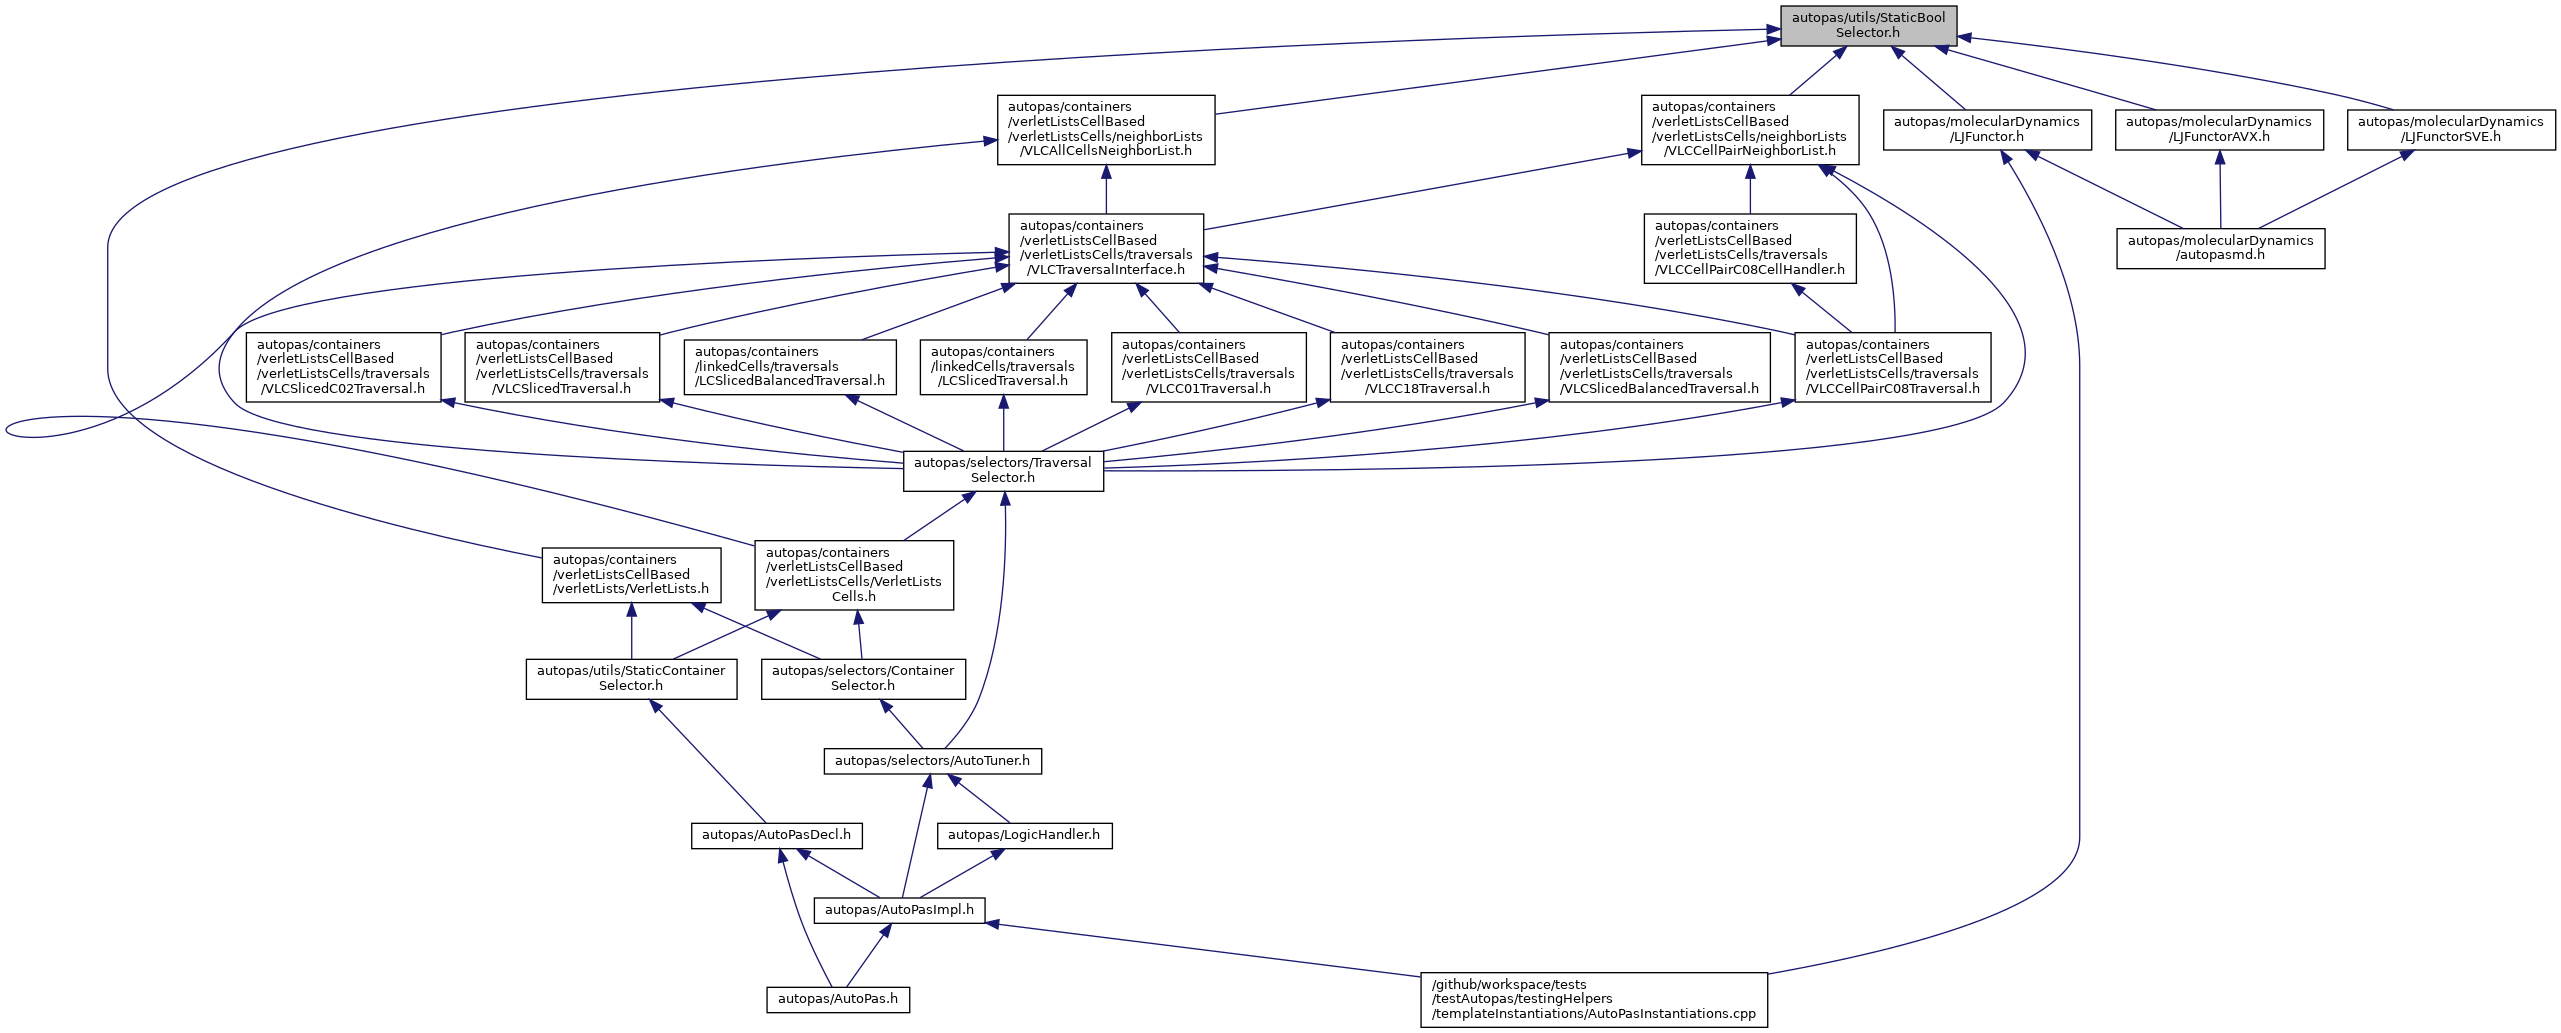 autopas/utils/StaticBool
Selector.h
autopas/containers
/verletListsCellBased
/verletListsCells/neighborLists
/VLCAllCellsNeighborList.h
autopas/containers
/verletListsCellBased
/verletListsCells/neighborLists
/VLCCellPairNeighborList.h
autopas/molecularDynamics
/LJFunctor.h
autopas/molecularDynamics
/LJFunctorAVX.h
autopas/molecularDynamics
/LJFunctorSVE.h
autopas/containers
/verletListsCellBased
/verletListsCells/traversals
/VLCTraversalInterface.h
autopas/containers
/verletListsCellBased
/verletListsCells/traversals
/VLCCellPairC08CellHandler.h
autopas/molecularDynamics
/autopasmd.h
autopas/containers
/verletListsCellBased
/verletListsCells/traversals
/VLCSlicedC02Traversal.h
autopas/containers
/verletListsCellBased
/verletListsCells/traversals
/VLCSlicedTraversal.h
autopas/containers
/linkedCells/traversals
/LCSlicedBalancedTraversal.h
autopas/containers
/linkedCells/traversals
/LCSlicedTraversal.h
autopas/containers
/verletListsCellBased
/verletListsCells/traversals
/VLCC01Traversal.h
autopas/containers
/verletListsCellBased
/verletListsCells/traversals
/VLCC18Traversal.h
autopas/containers
/verletListsCellBased
/verletListsCells/traversals
/VLCSlicedBalancedTraversal.h
autopas/containers
/verletListsCellBased
/verletListsCells/traversals
/VLCCellPairC08Traversal.h
autopas/selectors/Traversal
Selector.h
autopas/containers
/verletListsCellBased
/verletLists/VerletLists.h
autopas/containers
/verletListsCellBased
/verletListsCells/VerletLists
Cells.h
autopas/utils/StaticContainer
Selector.h
autopas/selectors/Container
Selector.h
autopas/selectors/AutoTuner.h
autopas/AutoPasDecl.h
autopas/LogicHandler.h
autopas/AutoPasImpl.h
autopas/AutoPas.h
/github/workspace/tests
/testAutopas/testingHelpers
/templateInstantiations/AutoPasInstantiations.cpp